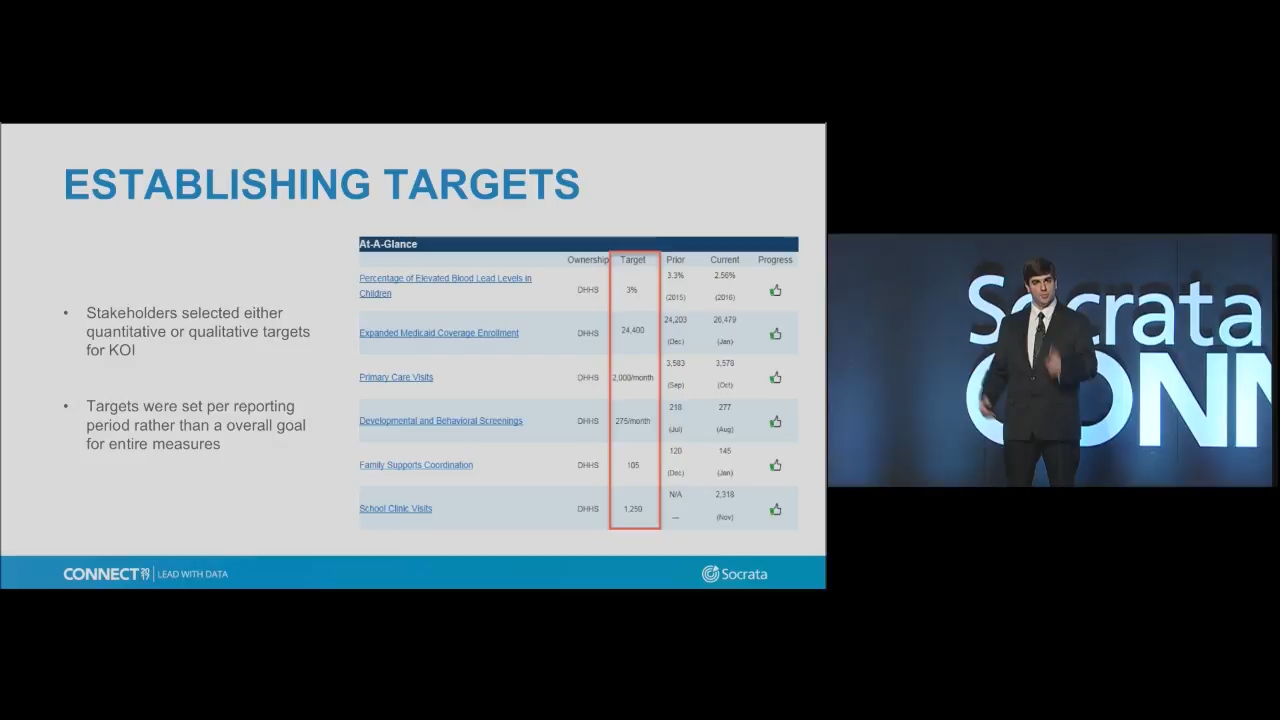 ESTABLISHING TARGETS
• Stakeholders selected either
quantitative or qualitative targets
for KOI
• Targets were set per reporting
period rather than a overall goal
for entire measures
At-A-Glance
Ownership Target Prior Current Progress
Percentage of Elevated Blood Lead Levels in
Children
DHHS 3% 3.3% (2015) 2.56% (2016)
Expanded Medicaid Coverage Enrollment DHHS 24,400 24,203 (Dec) 26,479 (Jan)
Primary Care Visits DHHS 2,000/month 3,583 (Sep) 3,578 (Oct)
Developmental and Behavioral Screenings DHHS 275/month 218 (Jul) 277 (Aug)
Family Supports Coordination DHHS 105 120 (Dec) 145 (Jan)
School Clinic Visits DHHS 1,250 N/A — 2,318 (Nov)
CONNECT 2017 LEAD WITH DATA
Socrata
Socrata
CONN